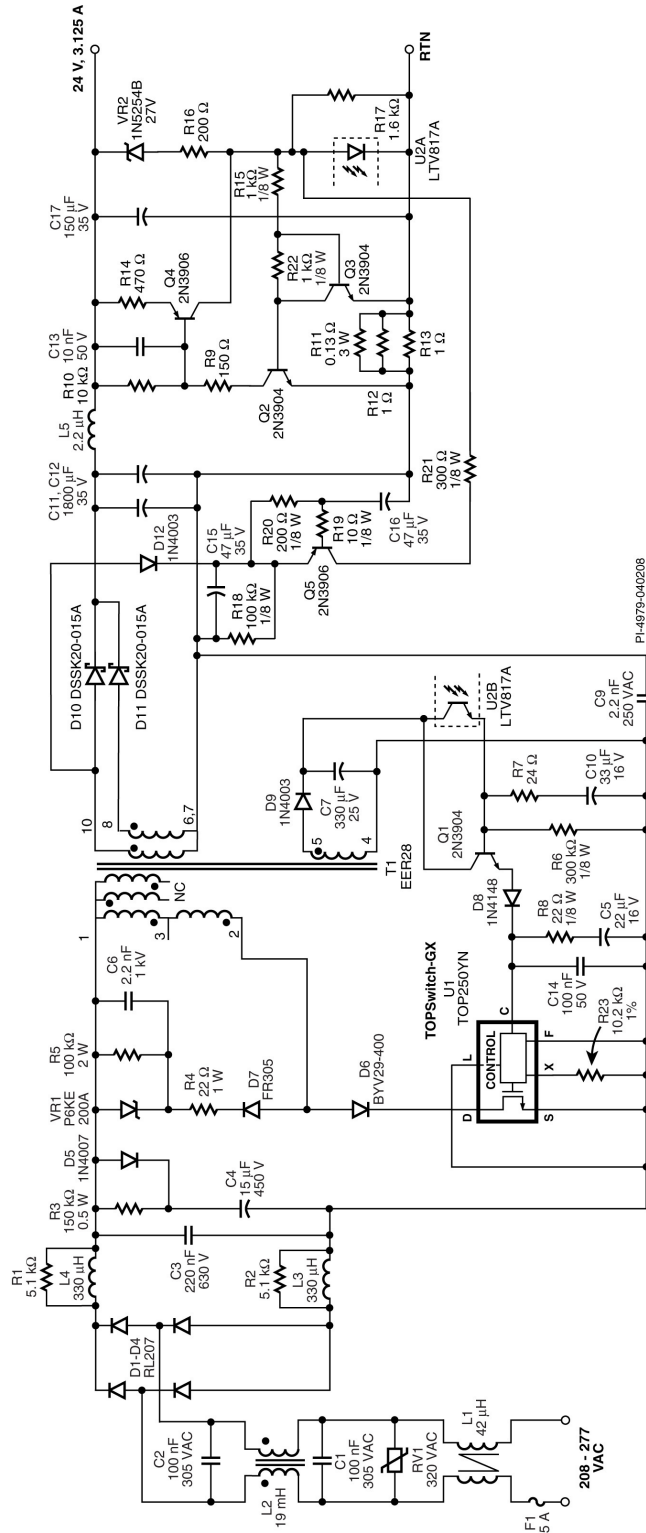 F1
5 A
208 - 277
VAC
L1
42 µH
RV1
320 VAC
C1
100 nF
305 VAC
L2
19 mH
C2
100 nF
305 VAC
D1-D4
RL207
R1
5.1 kΩ
L4
330 µH
C3
220 nF
630 V
R2
5.1 kΩ
L3
330 µH
R3
150 kΩ
0.5 W
D5
1N4007
C4
15 µF
450 V
VR1
P6KE
200A
R5
100 kΩ
2 W
C6
2.2 nF
1 kV
R4
22 Ω
1 W
D7
FR305
D6
BYV29-400
1
3
2
NC
T1
EER28
10
8
6,7
5
4
D10 DSSK20-015A
D11 DSSK20-015A
D9
1N4003
C7
330 µF
25 V
TOPSwitch-GX
U1
TOP250YN
D
L
CONTROL
C
S
X
F
R23
10.2 kΩ
1%
C14
100 nF
50 V
R8
22 Ω
1/8 W
C5
22 µF
16 V
D8
1N4148
Q1
2N3904
R6
300 kΩ
1/8 W
R7
24 Ω
C10
33 µF
16 V
U2B
LTV817A
C9
2.2 nF
250 VAC
D12
1N4003
C15
47 µF
35 V
R18
100 kΩ
1/8 W
R20
200 Ω
1/8 W
R19
10 Ω
1/8 W
Q5
2N3906
C16
47 µF
35 V
C11, C12
1800 µF
35 V
L5
2.2 µH
R10
10 kΩ
C13
10 nF
50 V
R14
470 Ω
Q4
2N3906
R9
150 Ω
Q2
2N3904
R22
1 kΩ
1/8 W
Q3
2N3904
R15
1 kΩ
1/8 W
R11
0.13 Ω
3 W
R12
1 Ω
R13
1 Ω
R21
300 Ω
1/8 W
C17
150 µF
35 V
VR2
1N5254B
27V
R16
200 Ω
R17
1.6 kΩ
U2A
LTV817A
24 V, 3.125 A
RTN
PI-4979-040208